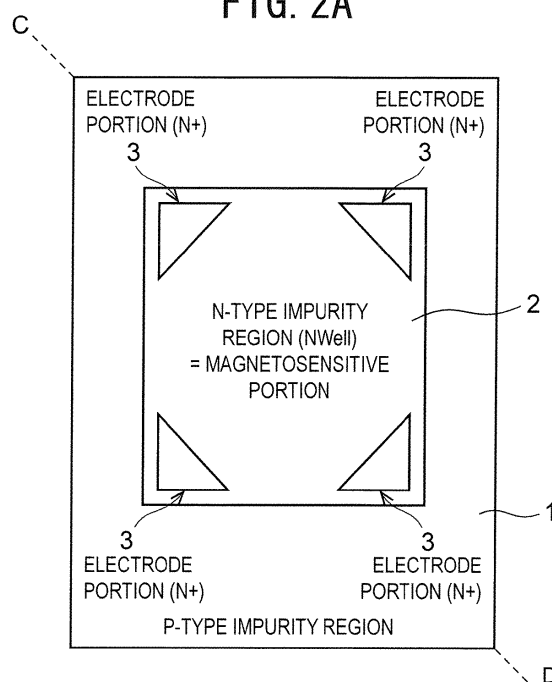 FIG. 2A
C
ELECTRODE
PORTION (N+)
3
ELECTRODE
PORTION (N+)
3
N-TYPE IMPURITY
REGION (NWell)
= MAGNETOSENSITIVE
PORTION
2
1
3
ELECTRODE
PORTION (N+)
3
ELECTRODE
PORTION (N+)
P-TYPE IMPURITY REGION
D